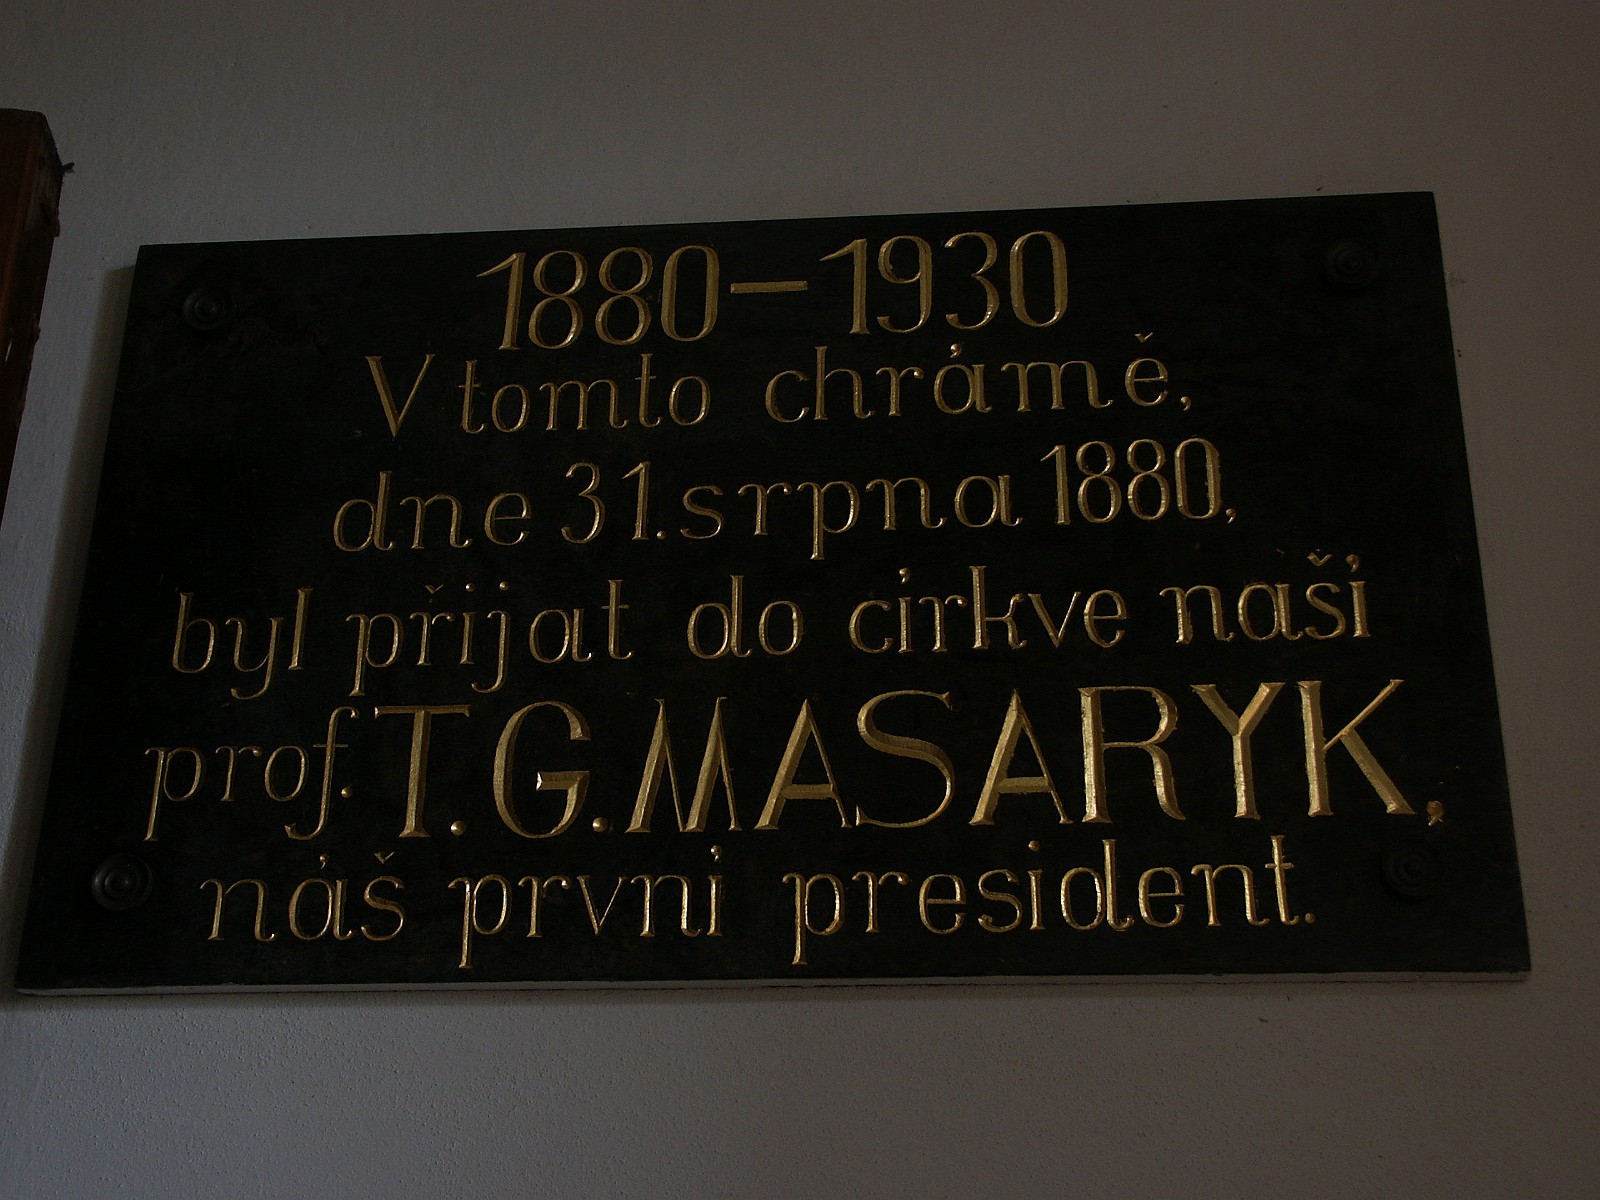 1880–1930
V tomto chrámě,
dne 31. srpna 1880,
byl přijat do církve naší
prof. T. G. MASARYK,
náš první president.